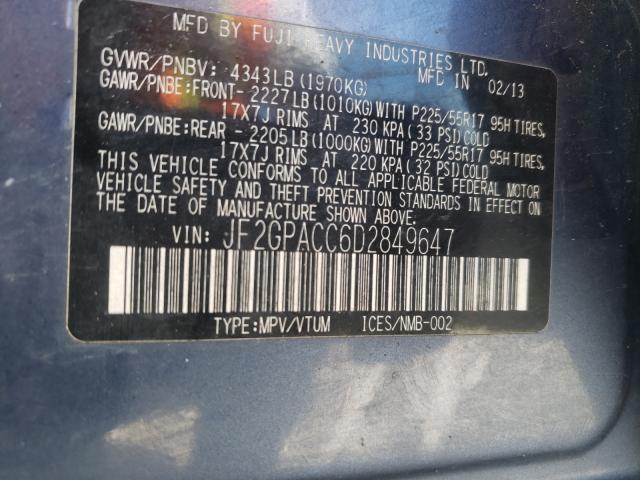 MFD BY FUJI HEAVY INDUSTRIES LTD.
GVWR/PNBV: 4343LB(1970KG) MFD IN 02/13
GAWR/PNBE:FRONT- 2227LB(1010KG)WITH P225/55R17 95H TIRES,
17X7J RIMS AT 230 KPA(33 PSI)COLD
GAWR/PNBE:REAR - 2205LB(1000KG)WITH P225/55R17 95H TIRES,
17X7J RIMS AT 220 KPA(32 PSI)COLD
THIS VEHICLE CONFORMS TO ALL APPLICABLE FEDERAL MOTOR
VEHICLE SAFETY AND THEFT PREVENTION STANDARDS IN EFFECT ON
THE DATE OF MANUFACTURE SHOWN ABOVE.
VIN: JF2GPACC6D2849647
TYPE:MPV/VTUM ICES/NMB-002